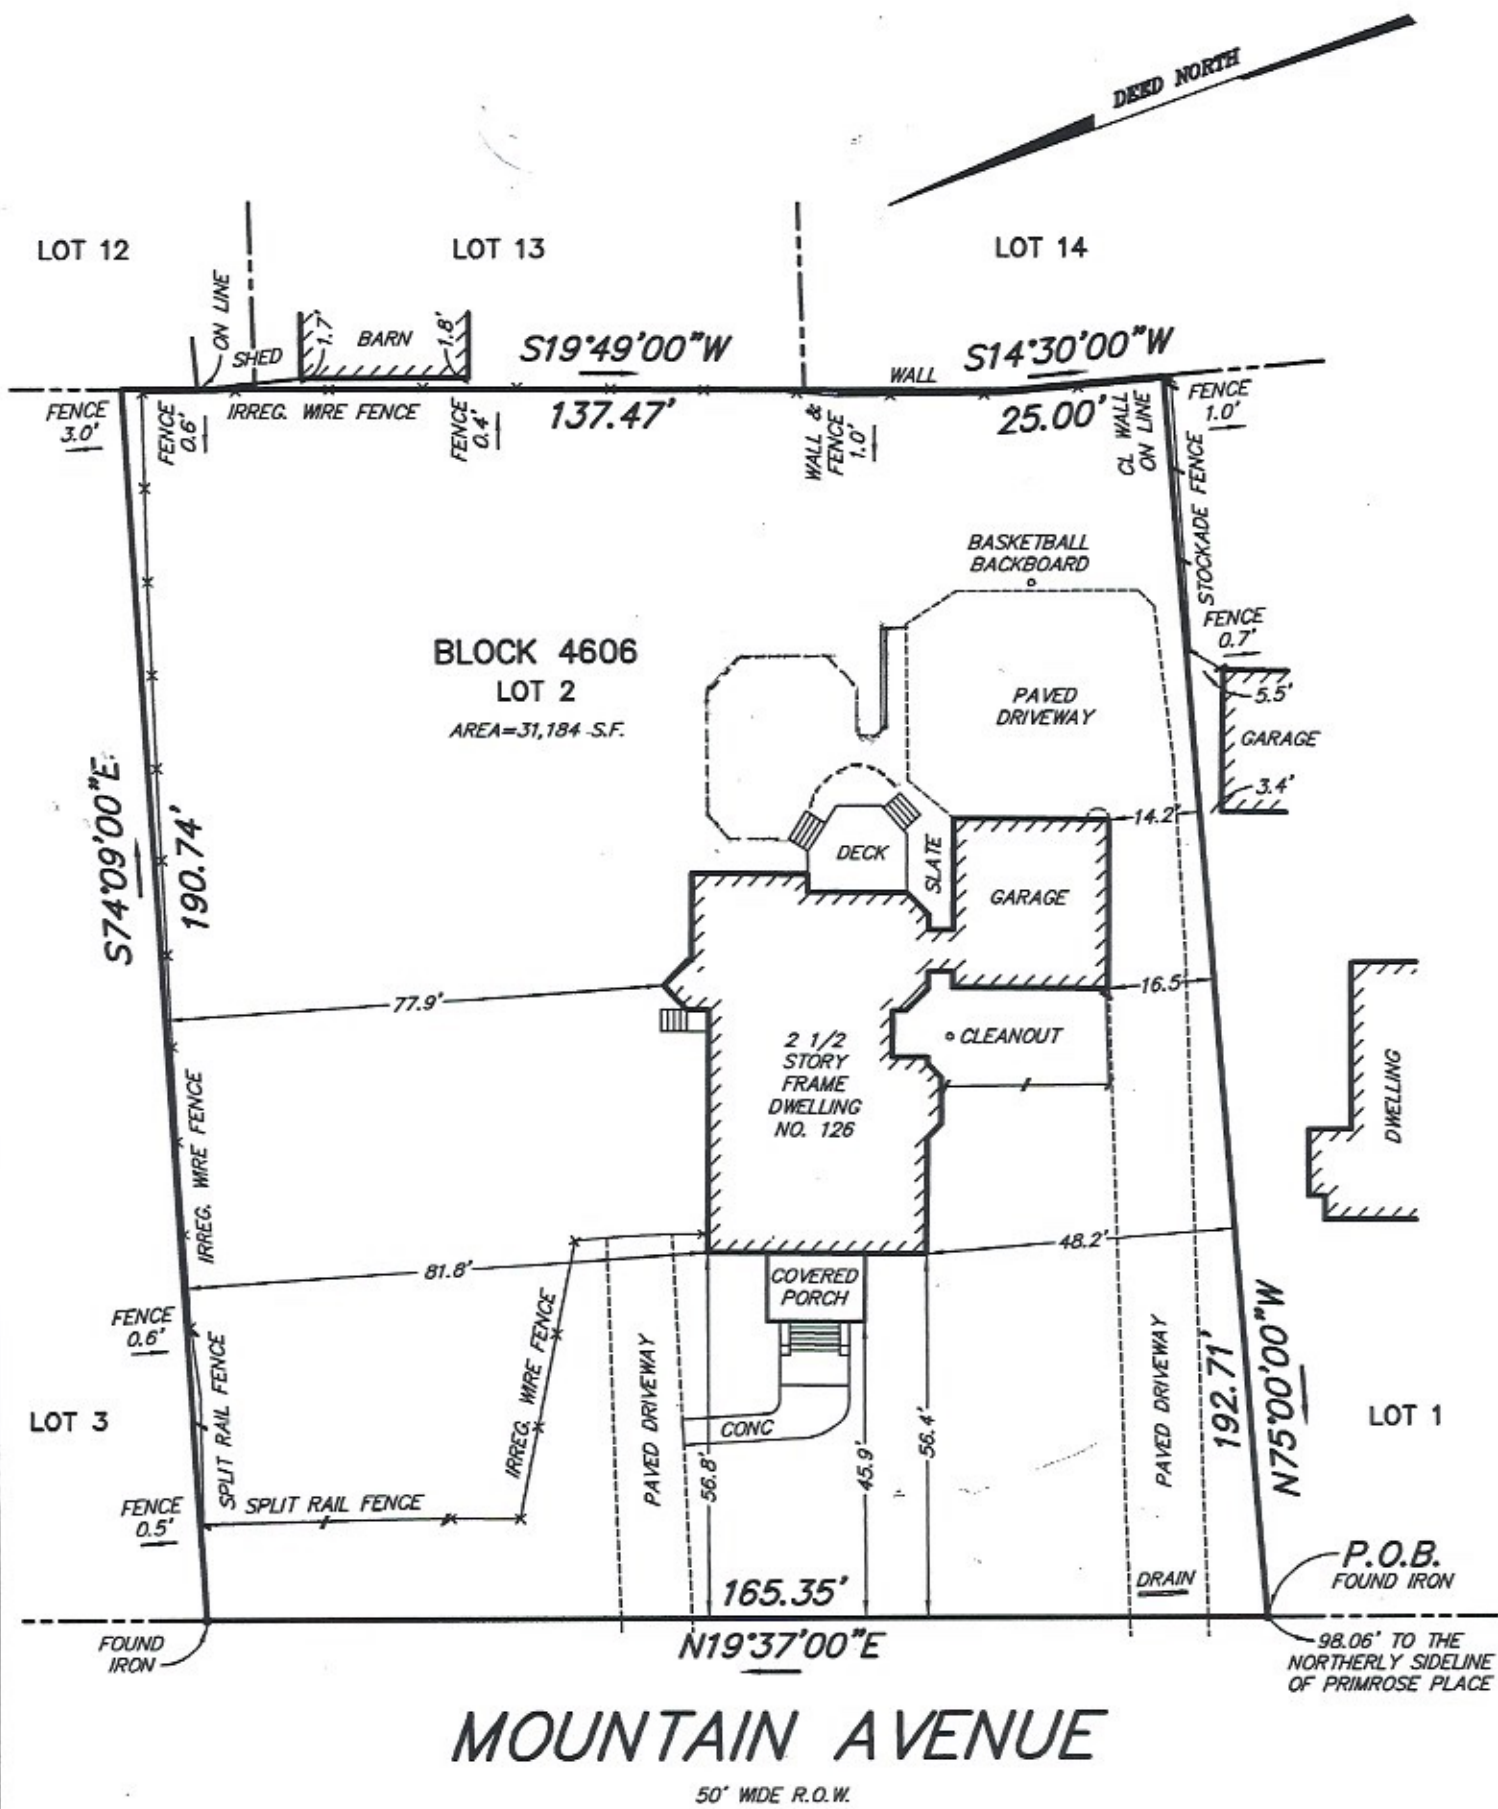 DEED NORTH
LOT 12
LOT 13
LOT 14
ON LINE
SHED
1.7'
BARN
1.8'
S19°49'00"W
S14°30'00"W
WALL
FENCE
3.0'
FENCE
0.6'
IRREG. WIRE FENCE
FENCE
0.4'
137.47'
WALL &
FENCE
1.0'
25.00'
CL WALL
ON LINE
FENCE
1.0'
STOCKADE FENCE
BASKETBALL
BACKBOARD
FENCE
0.7'
BLOCK 4606
LOT 2
AREA=31,184 S.F.
PAVED
DRIVEWAY
5.5'
GARAGE
3.4'
S74°09'00"E
190.74'
14.2'
DECK
SLATE
GARAGE
77.9'
16.5
2 1/2
STORY
FRAME
DWELLING
NO. 126
CLEANOUT
DWELLING
IRREG. WIRE FENCE
81.8'
48.2'
COVERED
PORCH
FENCE
0.6'
SPLIT RAIL FENCE
IRREG. WIRE FENCE
PAVED DRIVEWAY
PAVED DRIVEWAY
192.71'
N75°00'00"W
LOT 3
CONC
LOT 1
56.8'
45.9'
56.4'
FENCE
0.5'
SPLIT RAIL FENCE
165.35'
DRAIN
P.O.B.
FOUND IRON
FOUND
IRON
N19°37'00"E
98.06' TO THE
NORTHERLY SIDELINE
OF PRIMROSE PLACE
MOUNTAIN AVENUE
50' WIDE R.O.W.